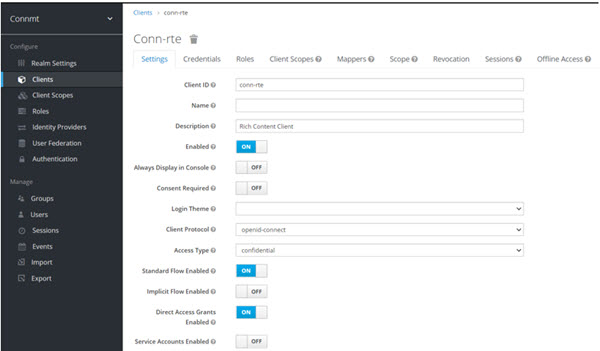 Connmt
Configure
Realm Settings
Clients
Client Scopes
Roles
Identity Providers
User Federation
Authentication
Manage
Groups
Users
Sessions
Events
Import
Export
Clients > conn-rte
Conn-rte
Settings Credentials Roles Client Scopes Mappers Scope Revocation Sessions Offline Access
Client ID conn-rte
Name
Description Rich Content Client
Enabled ON
Always Display in Console OFF
Consent Required OFF
Login Theme
Client Protocol openid-connect
Access Type confidential
Standard Flow Enabled ON
Implicit Flow Enabled OFF
Direct Access Grants
Enabled ON
Service Accounts Enabled OFF